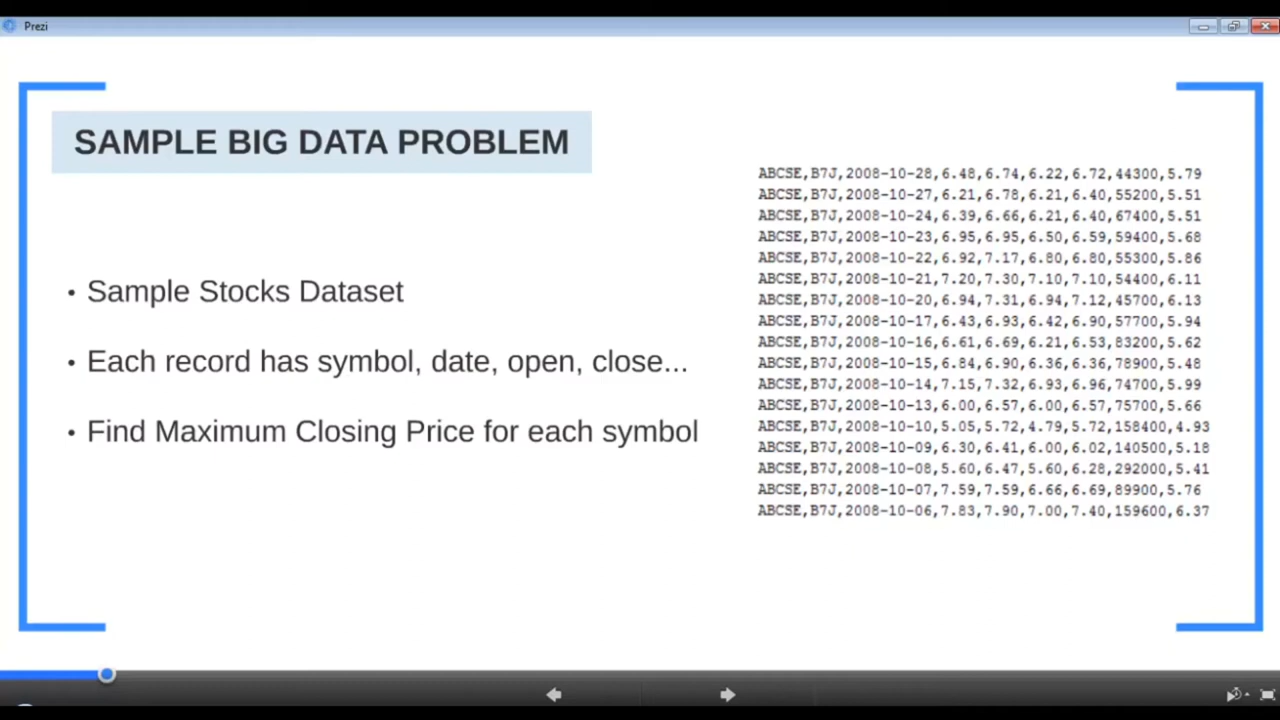 Prezi
SAMPLE BIG DATA PROBLEM
• Sample Stocks Dataset
• Each record has symbol, date, open, close...
• Find Maximum Closing Price for each symbol
ABCSE,B7J,2008-10-28,6.48,6.74,6.22,6.72,44300,5.79
ABCSE,B7J,2008-10-27,6.21,6.78,6.21,6.40,55200,5.51
ABCSE,B7J,2008-10-24,6.39,6.66,6.21,6.40,67400,5.51
ABCSE,B7J,2008-10-23,6.95,6.95,6.50,6.59,59400,5.68
ABCSE,B7J,2008-10-22,6.92,7.17,6.80,6.80,55300,5.86
ABCSE,B7J,2008-10-21,7.20,7.30,7.10,7.10,54400,6.11
ABCSE,B7J,2008-10-20,6.94,7.31,6.94,7.12,45700,6.13
ABCSE,B7J,2008-10-17,6.43,6.93,6.42,6.90,57700,5.94
ABCSE,B7J,2008-10-16,6.61,6.69,6.21,6.53,83200,5.62
ABCSE,B7J,2008-10-15,6.84,6.90,6.36,6.36,78900,5.48
ABCSE,B7J,2008-10-14,7.15,7.32,6.93,6.96,74700,5.99
ABCSE,B7J,2008-10-13,6.00,6.57,6.00,6.57,75700,5.66
ABCSE,B7J,2008-10-10,5.05,5.72,4.79,5.72,158400,4.93
ABCSE,B7J,2008-10-09,6.30,6.41,6.00,6.02,140500,5.18
ABCSE,B7J,2008-10-08,5.60,6.47,5.60,6.28,292000,5.41
ABCSE,B7J,2008-10-07,7.59,7.59,6.66,6.69,89900,5.76
ABCSE,B7J,2008-10-06,7.83,7.90,7.00,7.40,159600,6.37